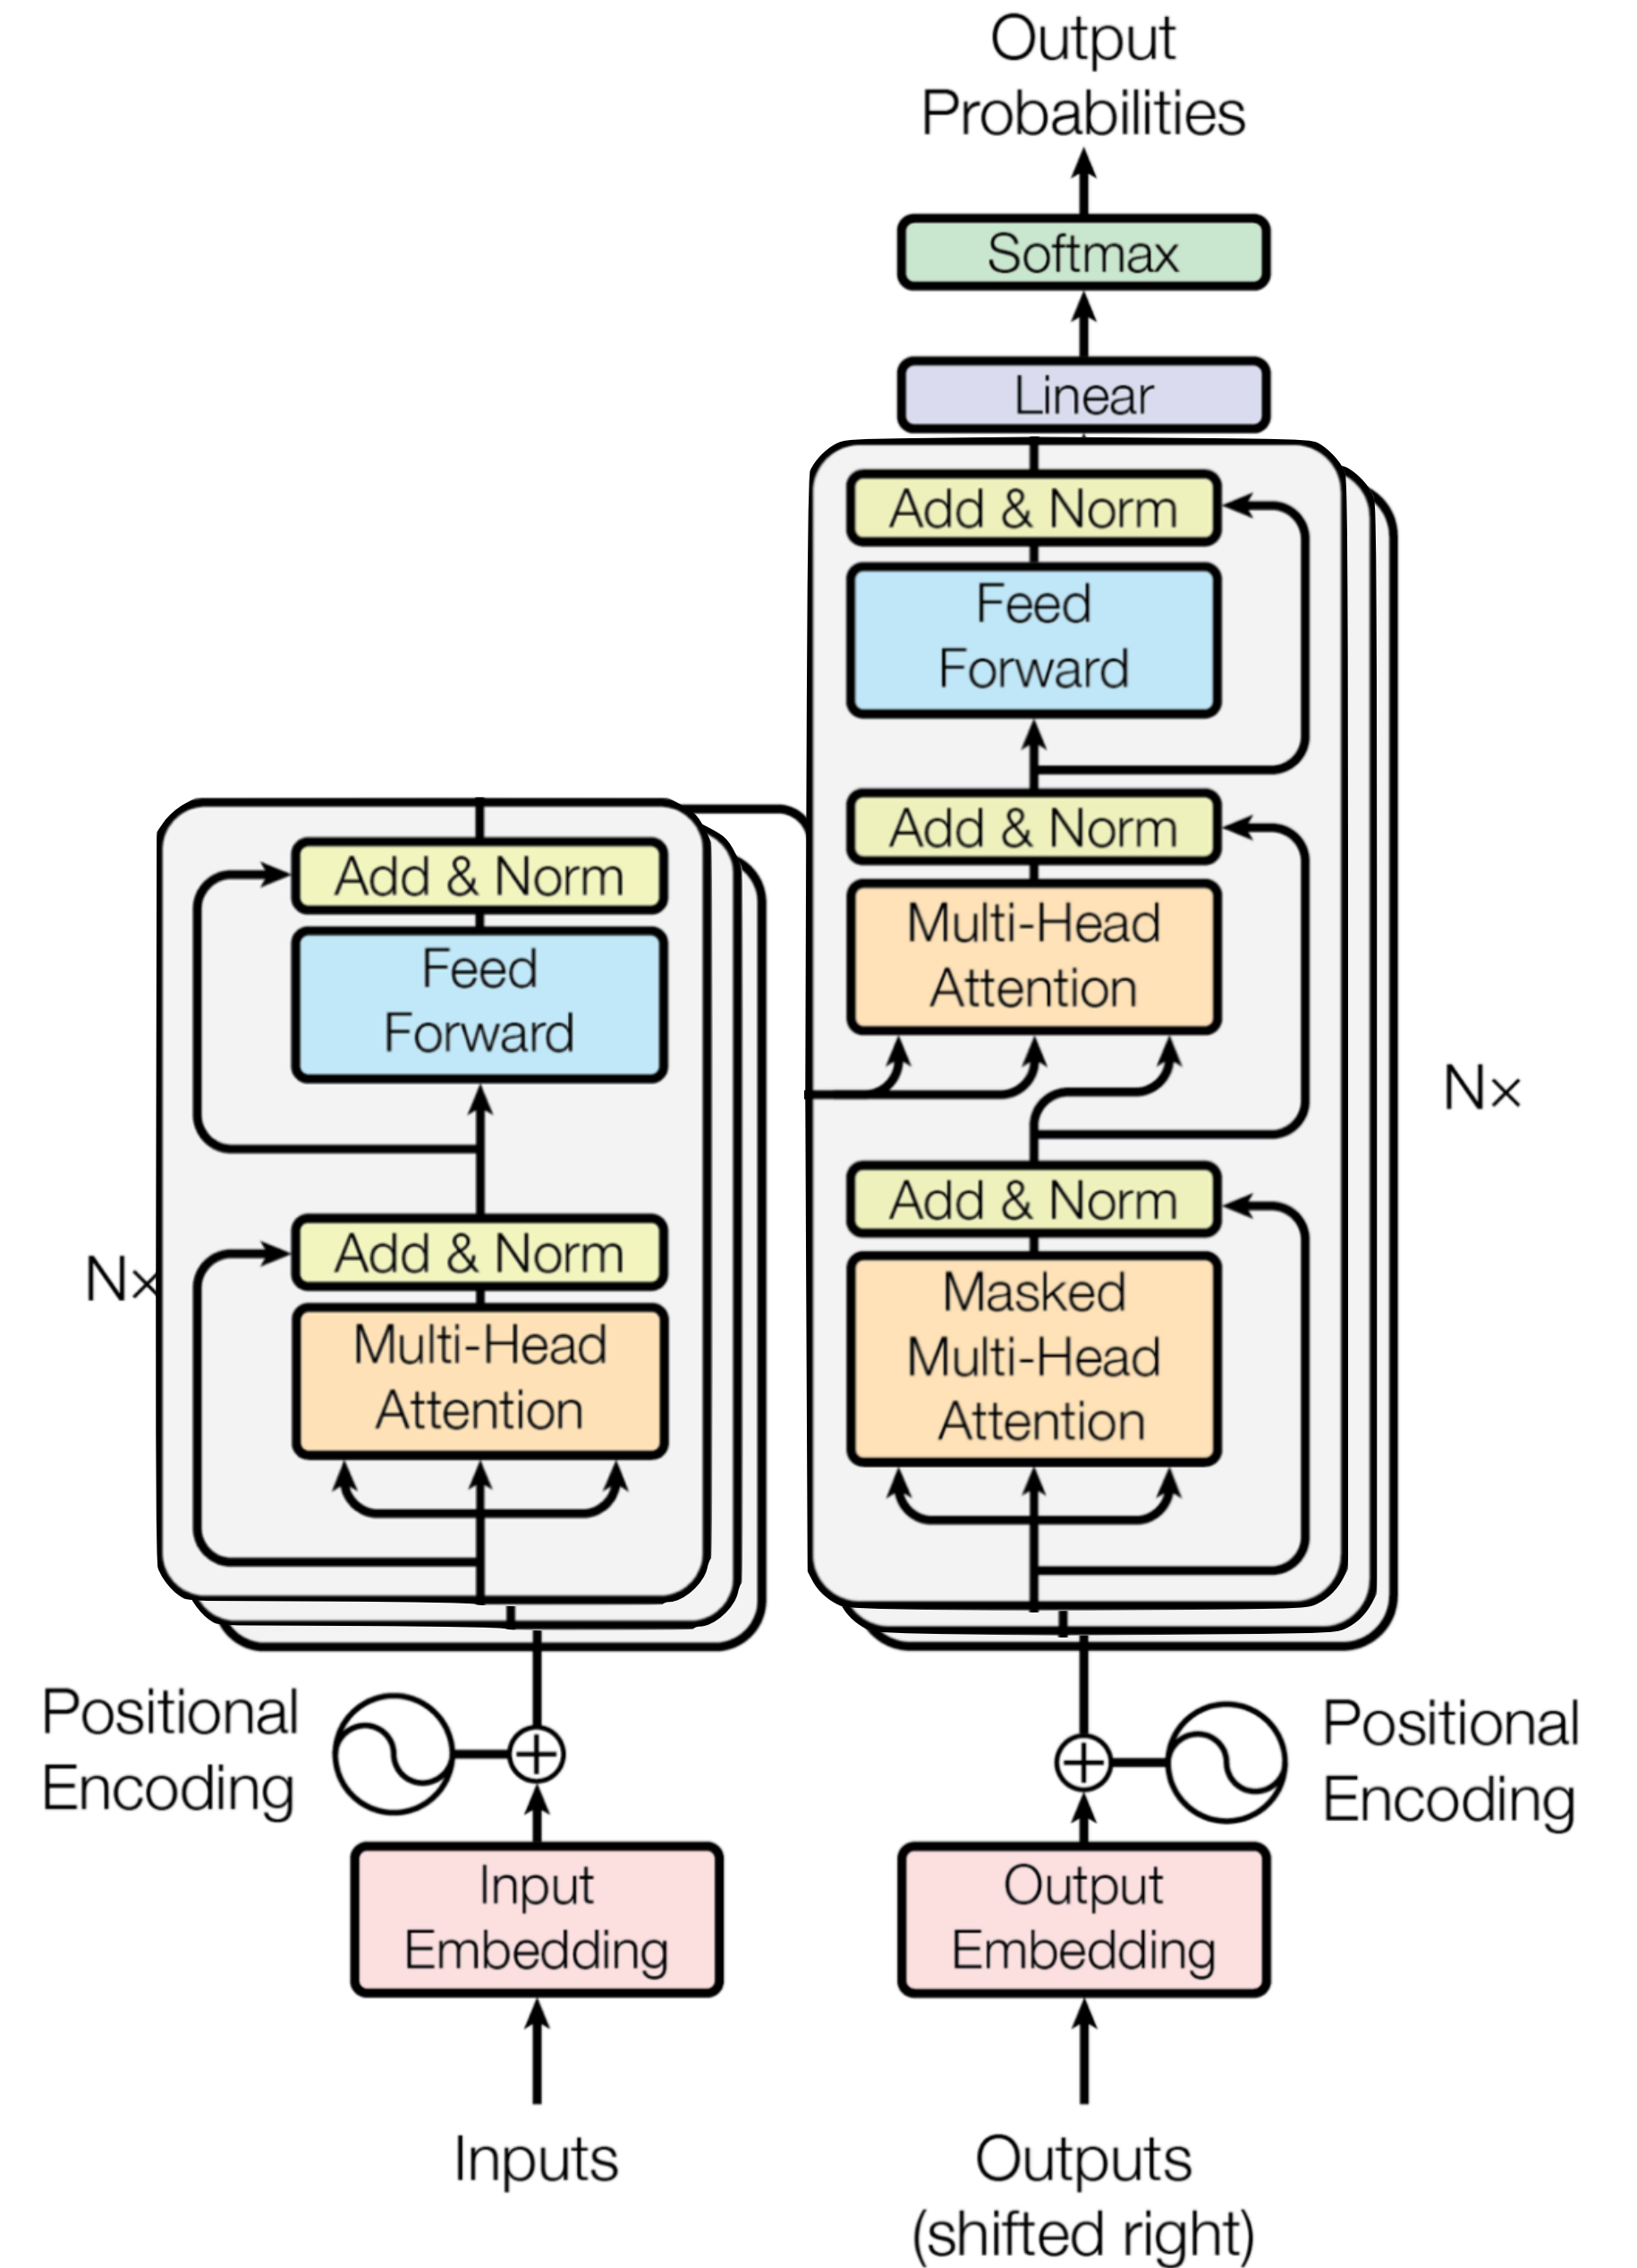 Output
Probabilities
Softmax
Linear
Add & Norm
Feed
Forward
Add & Norm
Multi-Head
Attention
Add & Norm
Masked
Multi-Head
Attention
N×
Add & Norm
Feed
Forward
Add & Norm
Multi-Head
Attention
N×
Positional
Encoding
Positional
Encoding
Input
Embedding
Output
Embedding
Inputs
Outputs
(shifted right)